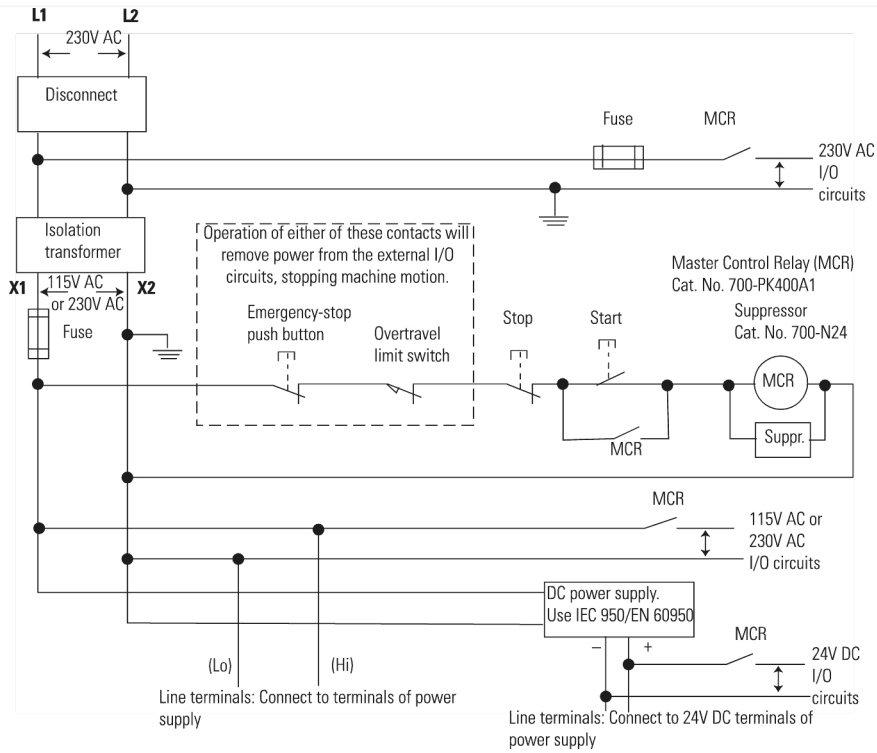 L1
L2
230V AC
Disconnect
Fuse
MCR
230V AC
I/O
circuits
Isolation
transformer
Operation of either of these contacts will
remove power from the external I/O
circuits, stopping machine motion.
X1
115V AC
or 230V AC
X2
Fuse
Emergency-stop
push button
Overtravel
limit switch
Stop
Start
Master Control Relay (MCR)
Cat. No. 700-PK400A1
Suppressor
Cat. No. 700-N24
MCR
Suppr.
MCR
MCR
115V AC or
230V AC
I/O circuits
DC power supply.
Use IEC 950/EN 60950
– +
MCR
24V DC
I/O
circuits
(Lo)
(Hi)
Line terminals: Connect to terminals of power
supply
Line terminals: Connect to 24V DC terminals of
power supply